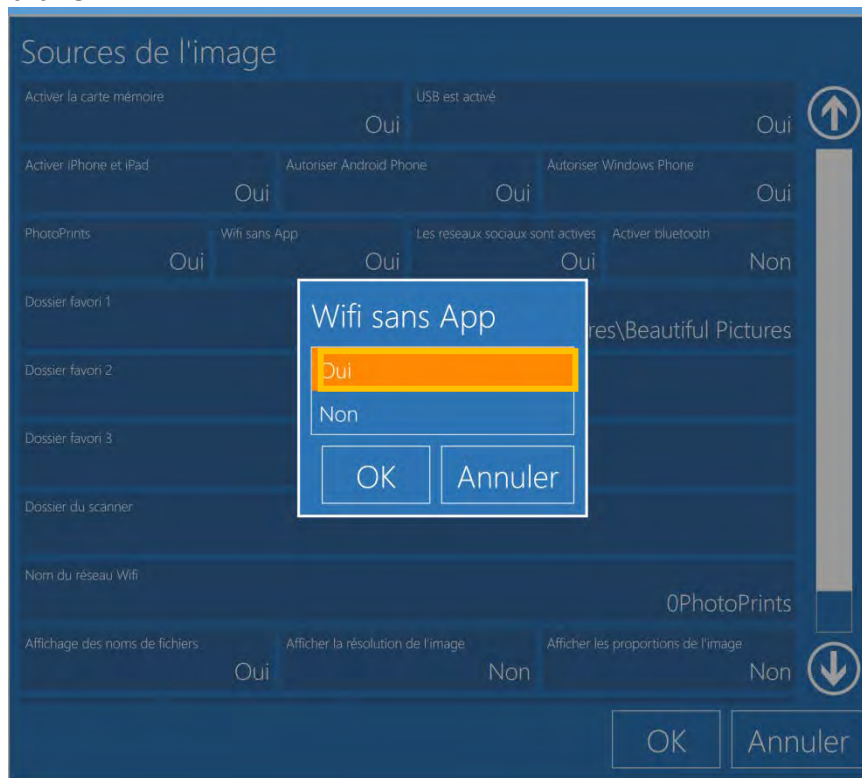 Sources de l'image
Activer la carte mémoire
USB est activé
Oui
Oui
Activer iPhone et iPad
Autoriser Android Phone
Autoriser Windows Phone
Oui
Oui
Oui
PhotoPrints
Wifi sans App
Les reseaux sociaux sont actives
Activer bluetooth
Oui
Oui
Oui
Non
Dossier favori 1
res\Beautiful Pictures
Wifi sans App
Oui
Non
OK
Annuler
Dossier favori 2
Dossier favori 3
Dossier du scanner
Nom du réseau Wifi
0PhotoPrints
Affichage des noms de fichiers
Afficher la résolution de l'image
Afficher les proportions de l'image
Oui
Non
Non
OK
Annuler